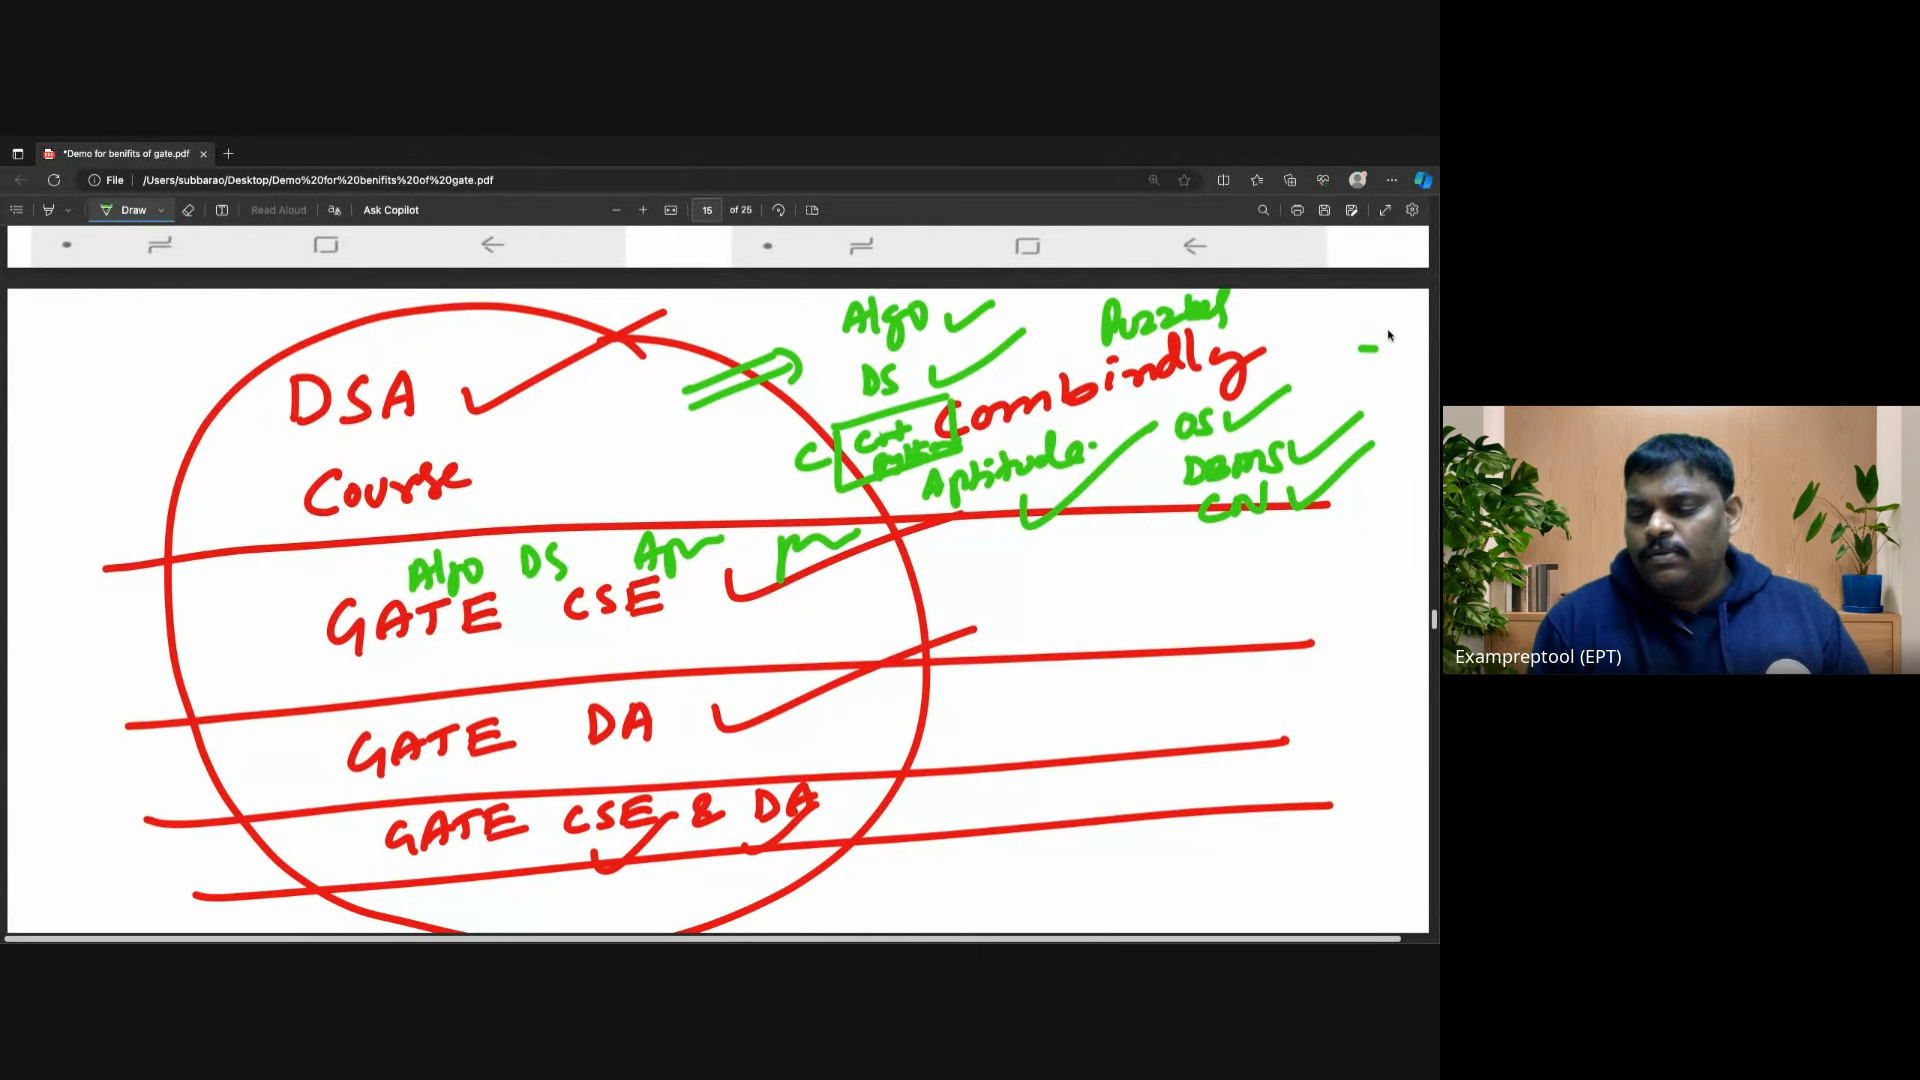 *Demo for benifits of gate.pdf
File /Users/subbarao/Desktop/Demo%20for%20benifits%20of%20gate.pdf
Draw Read Aloud Ask Copilot 15 of 25
Algo Puzzles
DSA DS Combindly
Course C C++ python Aptitude. OS
DBMS
CN
Algo DS
GATE CSE
GATE DA
GATE CSE & DA
Exampreptool (EPT)